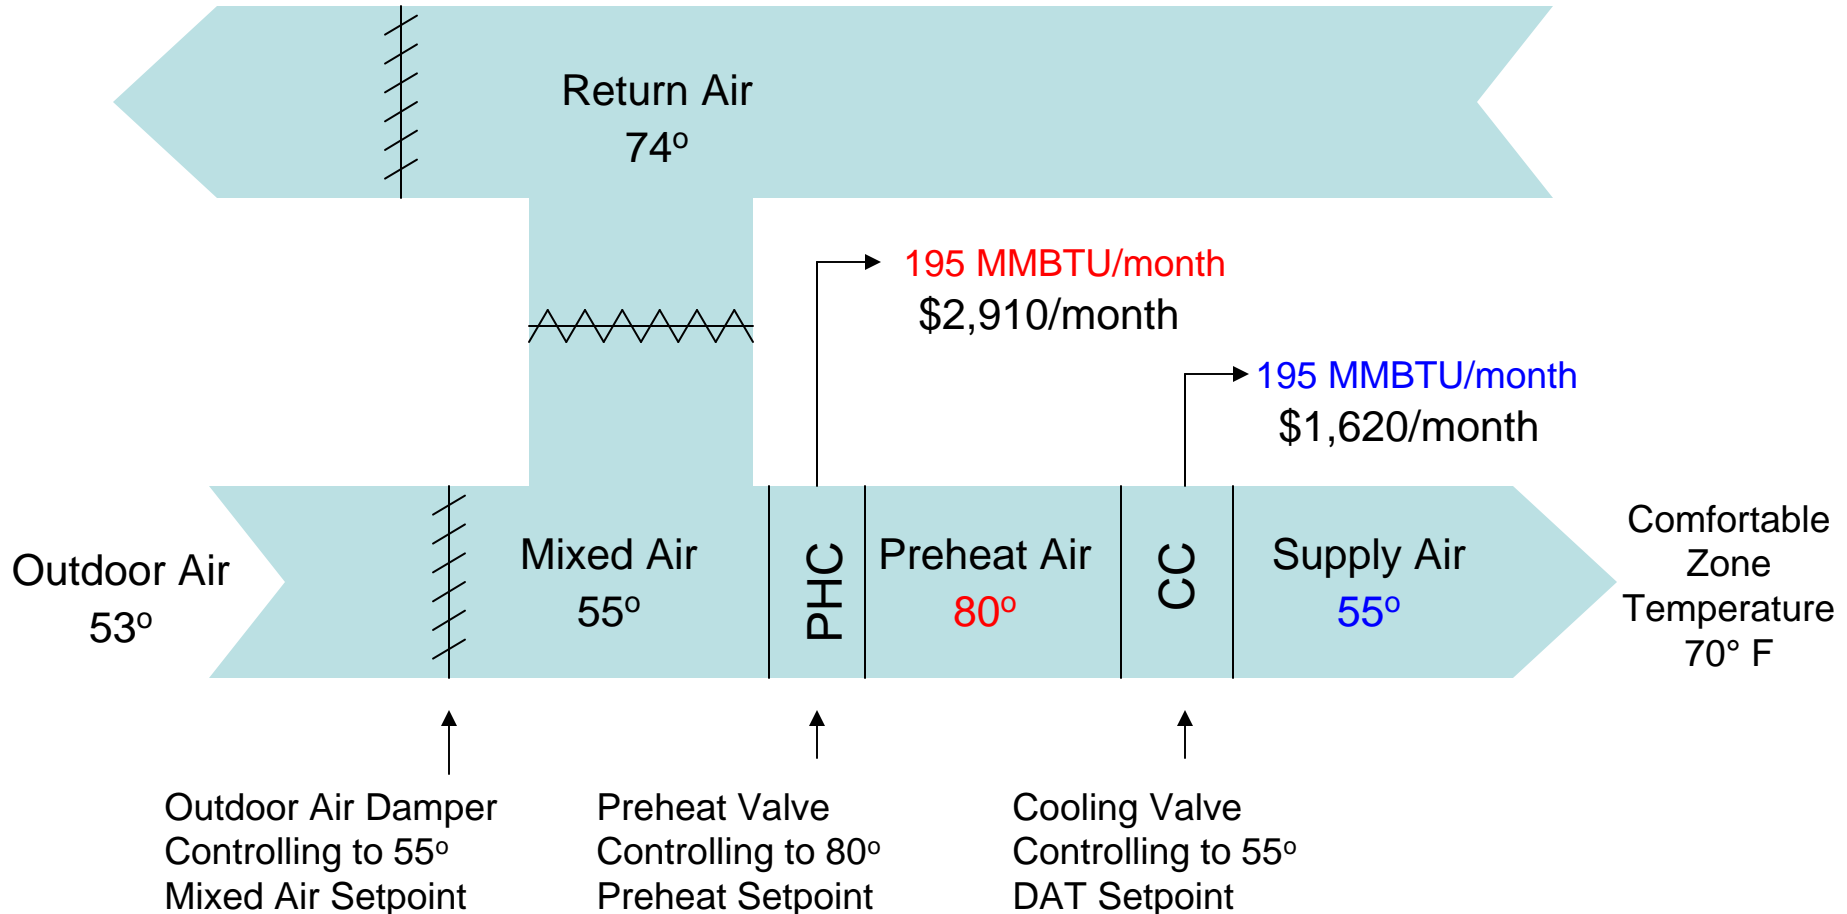 Return Air
74º
195 MMBTU/month
$2,910/month
195 MMBTU/month
$1,620/month
Outdoor Air
53º
Mixed Air
55º
PHC
Preheat Air
80º
CC
Supply Air
55º
Comfortable
Zone
Temperature
70° F
Outdoor Air Damper
Controlling to 55º
Mixed Air Setpoint
Preheat Valve
Controlling to 80º
Preheat Setpoint
Cooling Valve
Controlling to 55º
DAT Setpoint